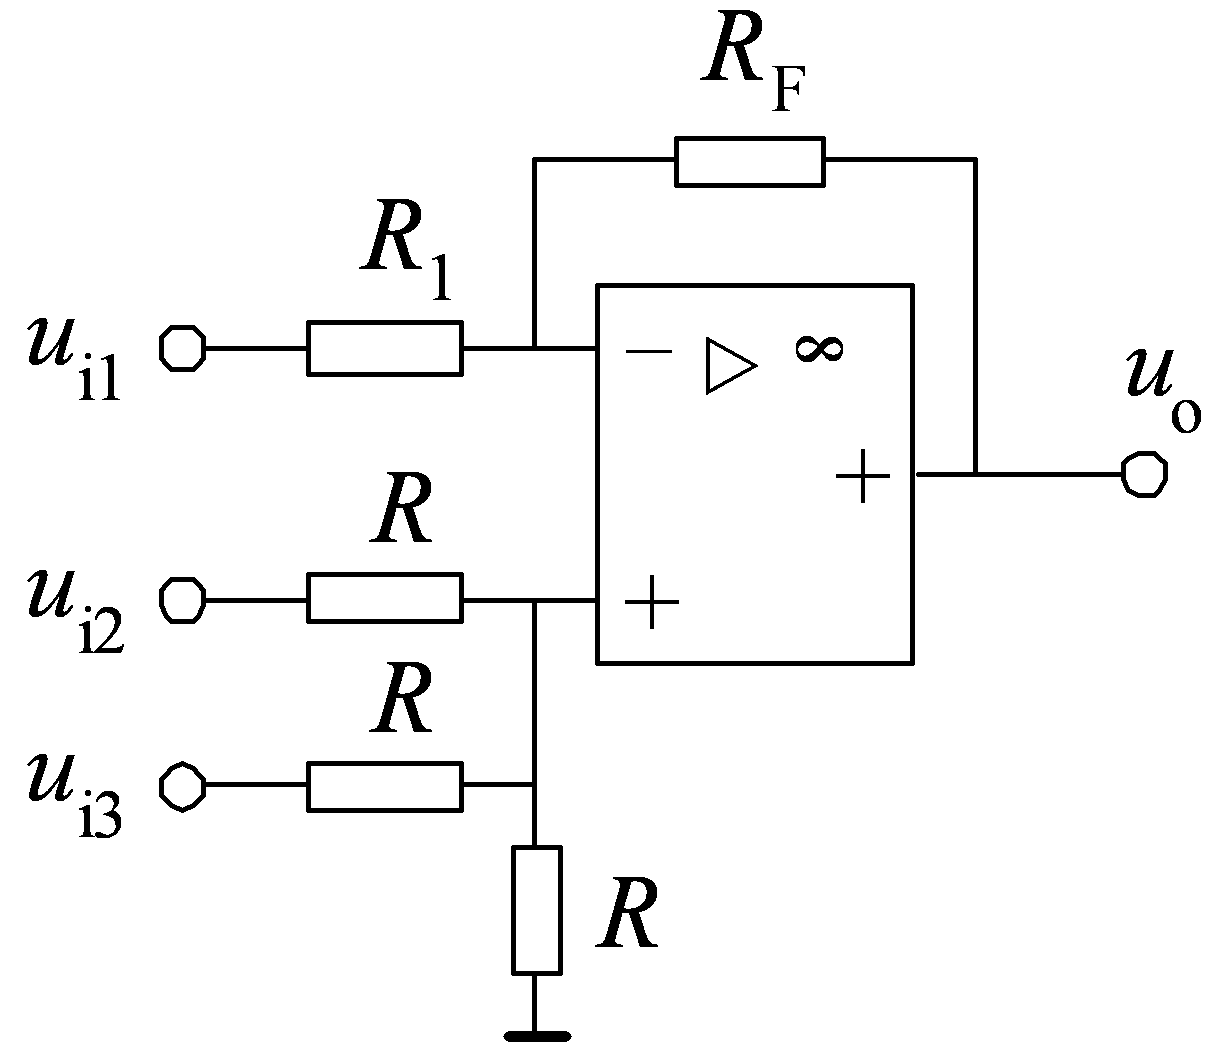 R_F
R_1
u_i1
− ▷ ∞
u_o
+
R
u_i2
+
R
u_i3
R